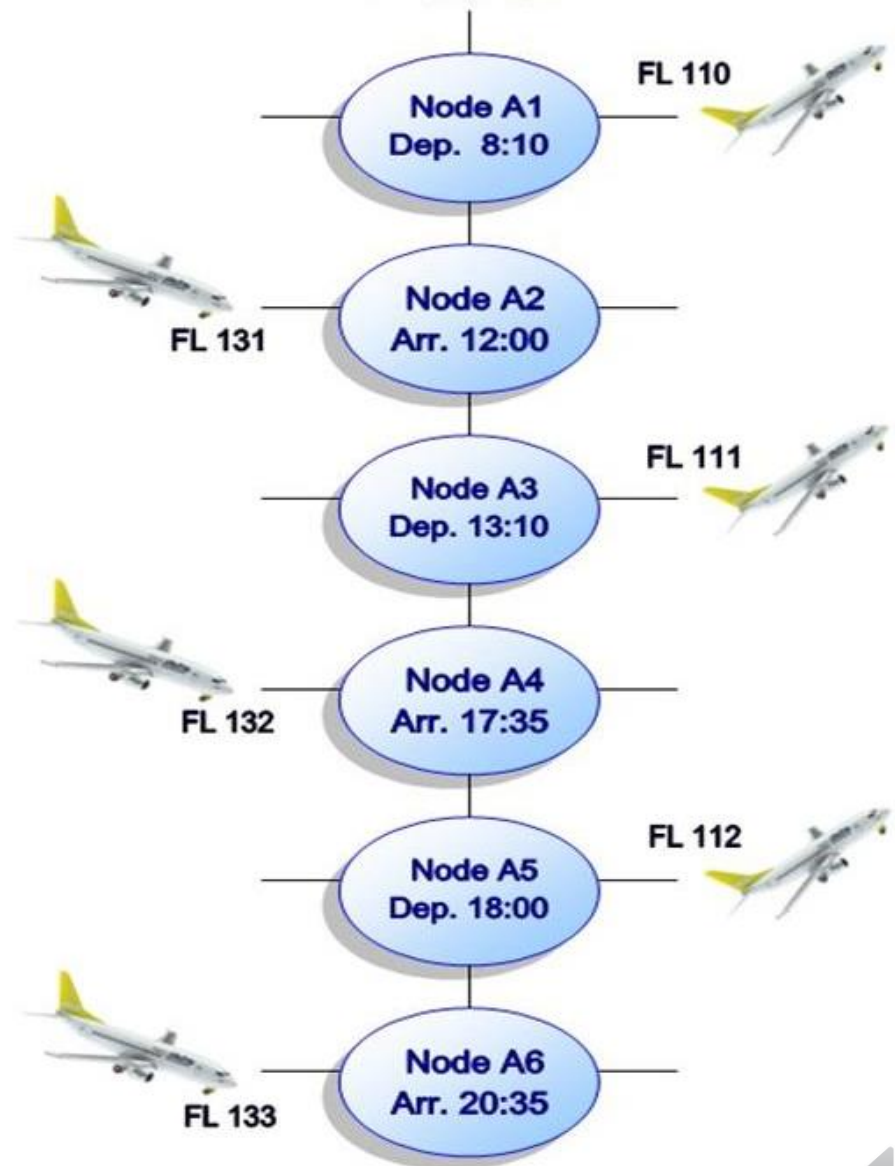 FL 110
Node A1
Dep. 8:10
Node A2
Arr. 12:00
FL 131
FL 111
Node A3
Dep. 13:10
Node A4
Arr. 17:35
FL 132
FL 112
Node A5
Dep. 18:00
Node A6
Arr. 20:35
FL 133